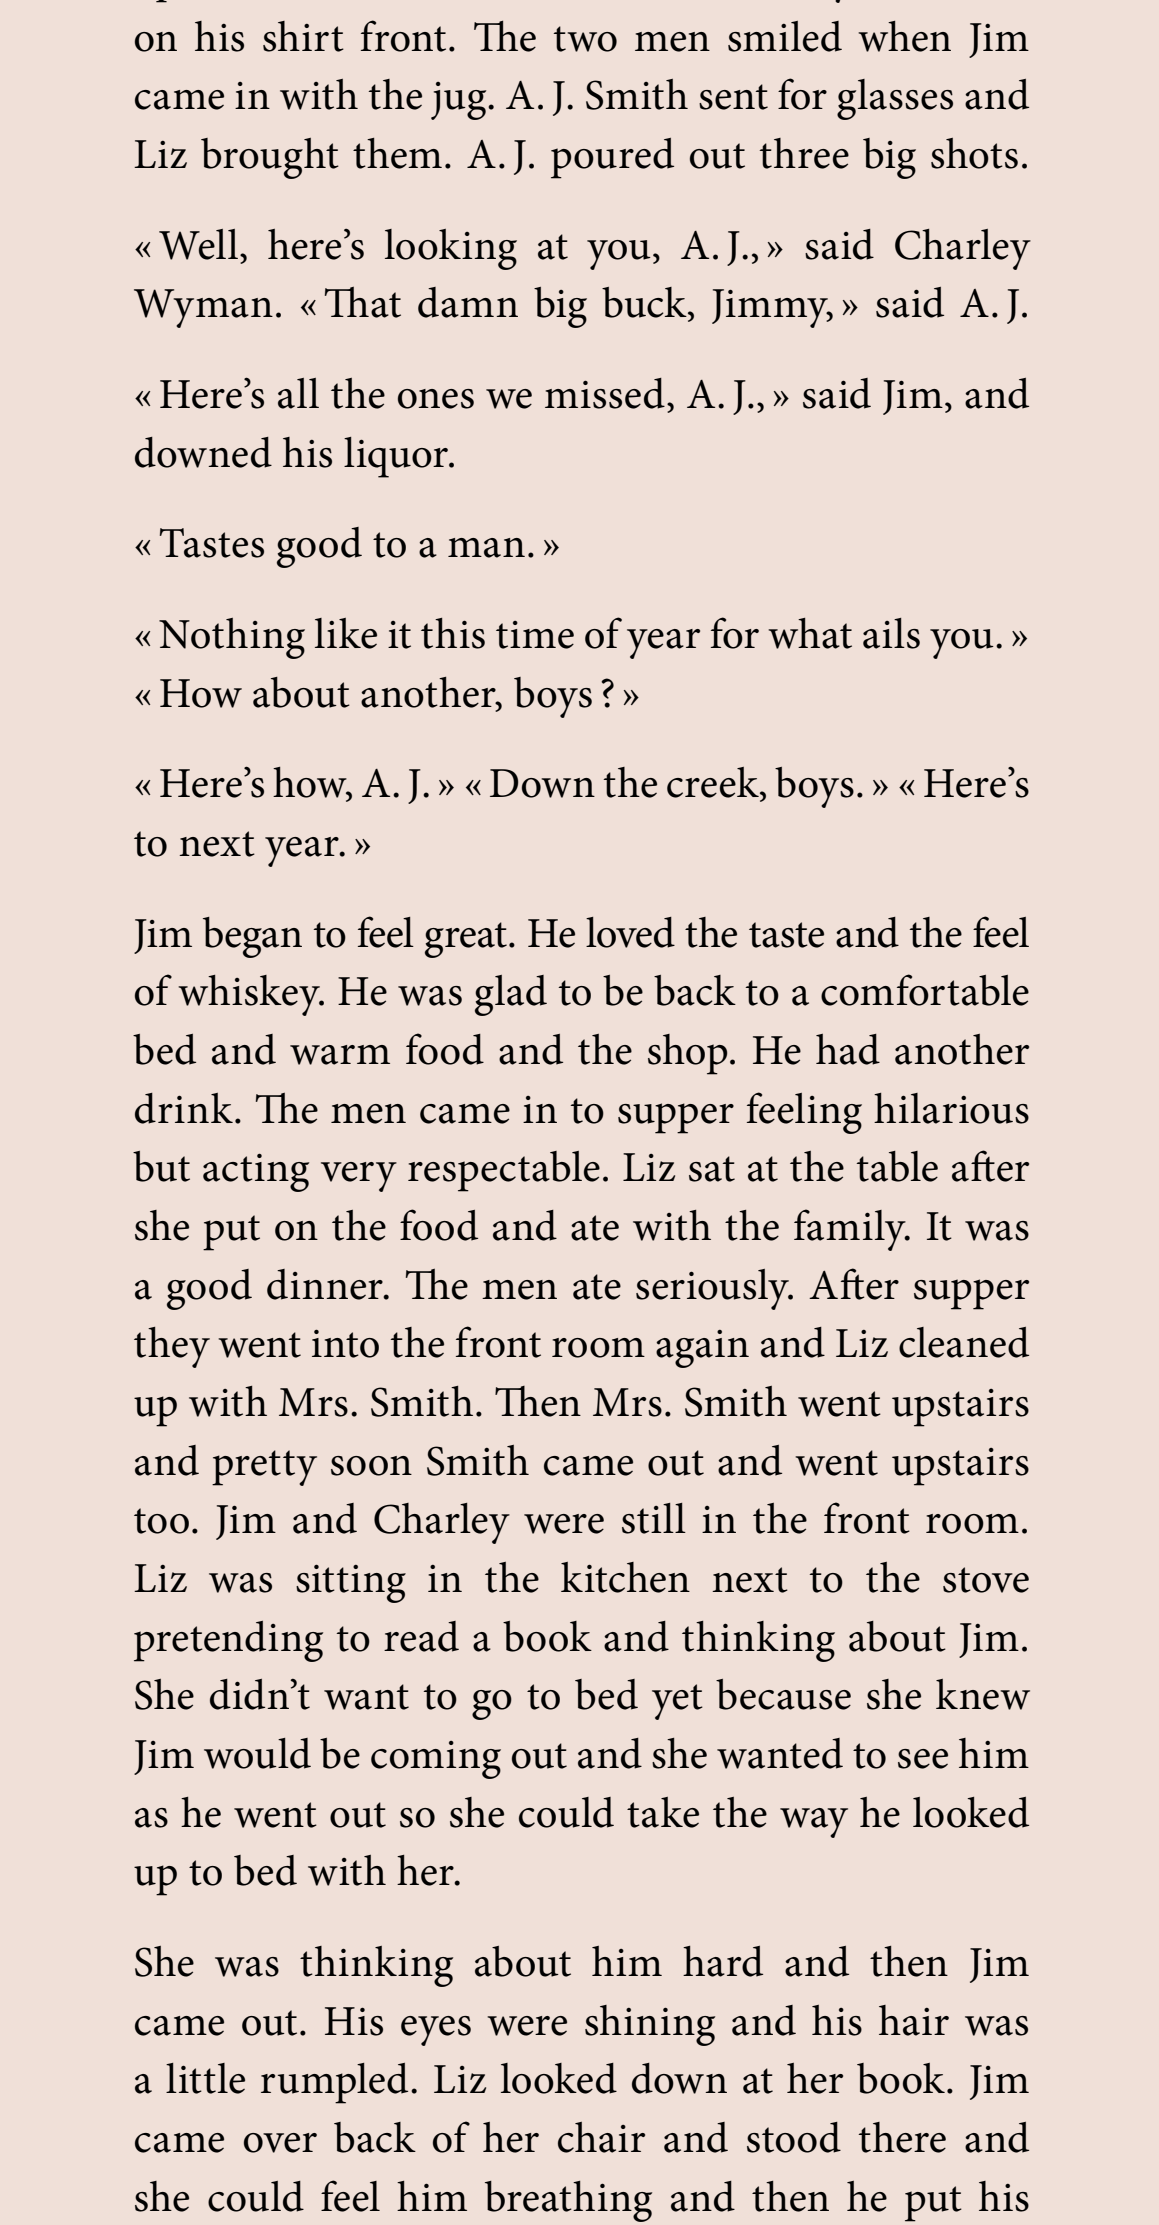 on his shirt front. The two men smiled when Jim
came in with the jug. A. J. Smith sent for glasses and
Liz brought them. A. J. poured out three big shots.
« Well, here’s looking at you, A. J., » said Charley
Wyman. « That damn big buck, Jimmy, » said A. J.
« Here’s all the ones we missed, A. J., » said Jim, and
downed his liquor.
« Tastes good to a man. »
« Nothing like it this time of year for what ails you. »
« How about another, boys ? »
« Here’s how, A. J. » « Down the creek, boys. » « Here’s
to next year. »
Jim began to feel great. He loved the taste and the feel
of whiskey. He was glad to be back to a comfortable
bed and warm food and the shop. He had another
drink. The men came in to supper feeling hilarious
but acting very respectable. Liz sat at the table after
she put on the food and ate with the family. It was
a good dinner. The men ate seriously. After supper
they went into the front room again and Liz cleaned
up with Mrs. Smith. Then Mrs. Smith went upstairs
and pretty soon Smith came out and went upstairs
too. Jim and Charley were still in the front room.
Liz was sitting in the kitchen next to the stove
pretending to read a book and thinking about Jim.
She didn’t want to go to bed yet because she knew
Jim would be coming out and she wanted to see him
as he went out so she could take the way he looked
up to bed with her.
She was thinking about him hard and then Jim
came out. His eyes were shining and his hair was
a little rumpled. Liz looked down at her book. Jim
came over back of her chair and stood there and
she could feel him breathing and then he put his